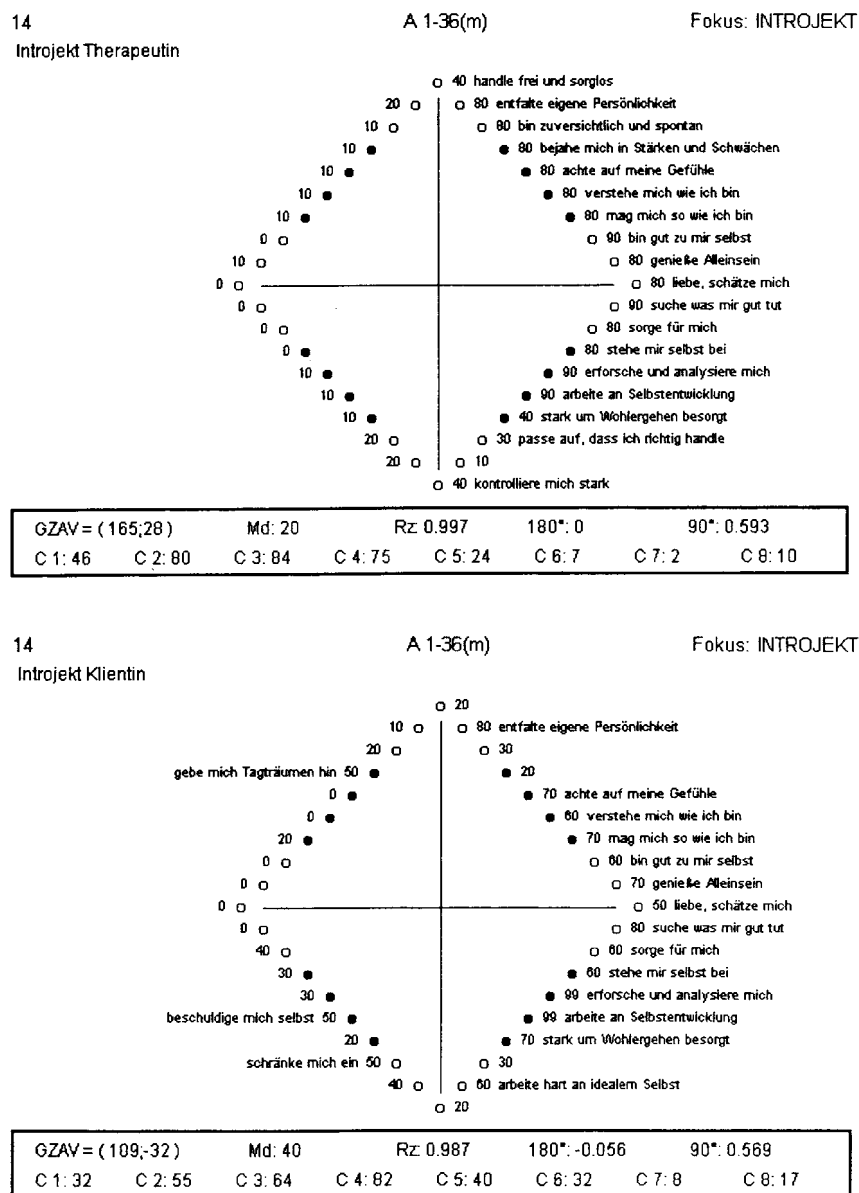 14 A 1-36(m) Fokus: INTROJEKT
Introjekt Therapeutin
40 handle frei und sorglos
20 80 entfalte eigene Persönlichkeit
10 80 bin zuversichtlich und spontan
10 80 bejahe mich in Stärken und Schwächen
10 80 achte auf meine Gefühle
10 80 verstehe mich wie ich bin
10 80 mag mich so wie ich bin
0 90 bin gut zu mir selbst
10 80 genieße Alleinsein
0 80 liebe, schätze mich
0 90 suche was mir gut tut
0 80 sorge für mich
0 80 stehe mir selbst bei
10 90 erforsche und analysiere mich
10 90 arbeite an Selbstentwicklung
10 40 stark um Wohlergehen besorgt
20 30 passe auf, dass ich richtig handle
20 10
40 kontrolliere mich stark
GZAV = ( 165;28 ) Md: 20 Rz: 0.997 180°: 0 90°: 0.593
C 1: 46 C 2: 80 C 3: 84 C 4: 75 C 5: 24 C 6: 7 C 7: 2 C 8: 10
14 A 1-36(m) Fokus: INTROJEKT
Introjekt Klientin
20
10 80 entfalte eigene Persönlichkeit
20 30
gebe mich Tagträumen hin 50 20
0 70 achte auf meine Gefühle
0 60 verstehe mich wie ich bin
20 70 mag mich so wie ich bin
0 60 bin gut zu mir selbst
0 70 genieße Alleinsein
0 50 liebe, schätze mich
0 80 suche was mir gut tut
40 60 sorge für mich
30 60 stehe mir selbst bei
30 99 erforsche und analysiere mich
beschuldige mich selbst 50 99 arbeite an Selbstentwicklung
20 70 stark um Wohlergehen besorgt
schränke mich ein 50 30
40 60 arbeite hart an idealem Selbst
20
GZAV = ( 109;-32 ) Md: 40 Rz: 0.987 180°: -0.056 90°: 0.569
C 1: 32 C 2: 55 C 3: 64 C 4: 82 C 5: 40 C 6: 32 C 7: 8 C 8: 17